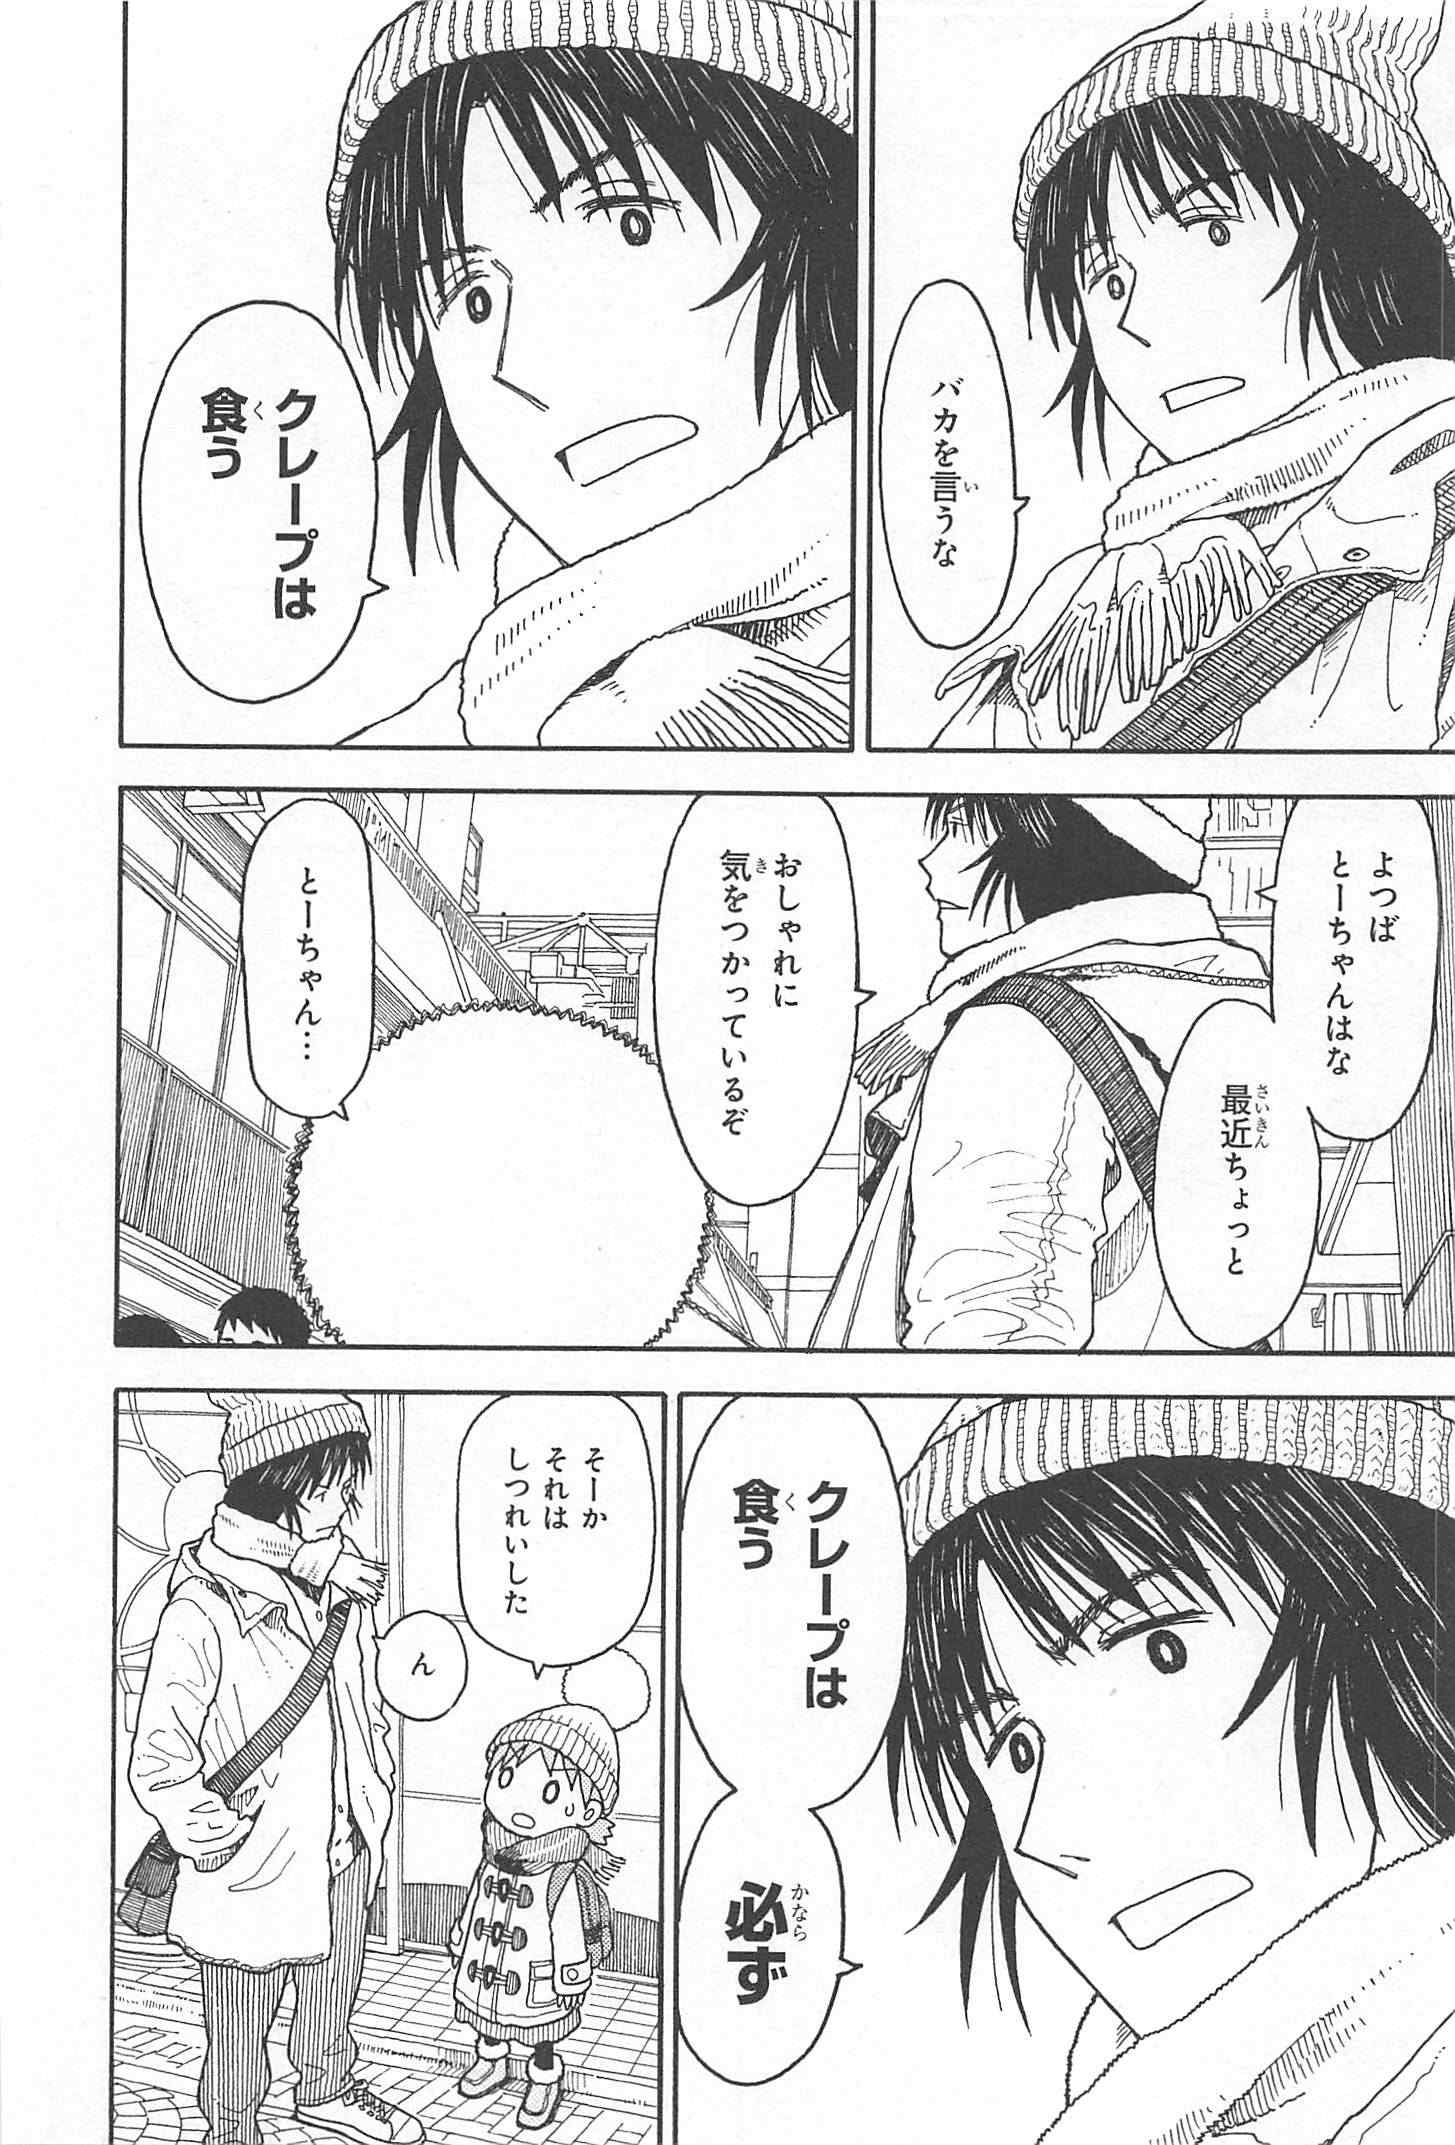 バカを言うな
クレープは
食う
よつば
とーちゃんはな
最近ちょっと
おしゃれに
気をつかっているぞ
とーちゃん…
クレープは
食う
必ず
そーか
それは
しつれいした
ん